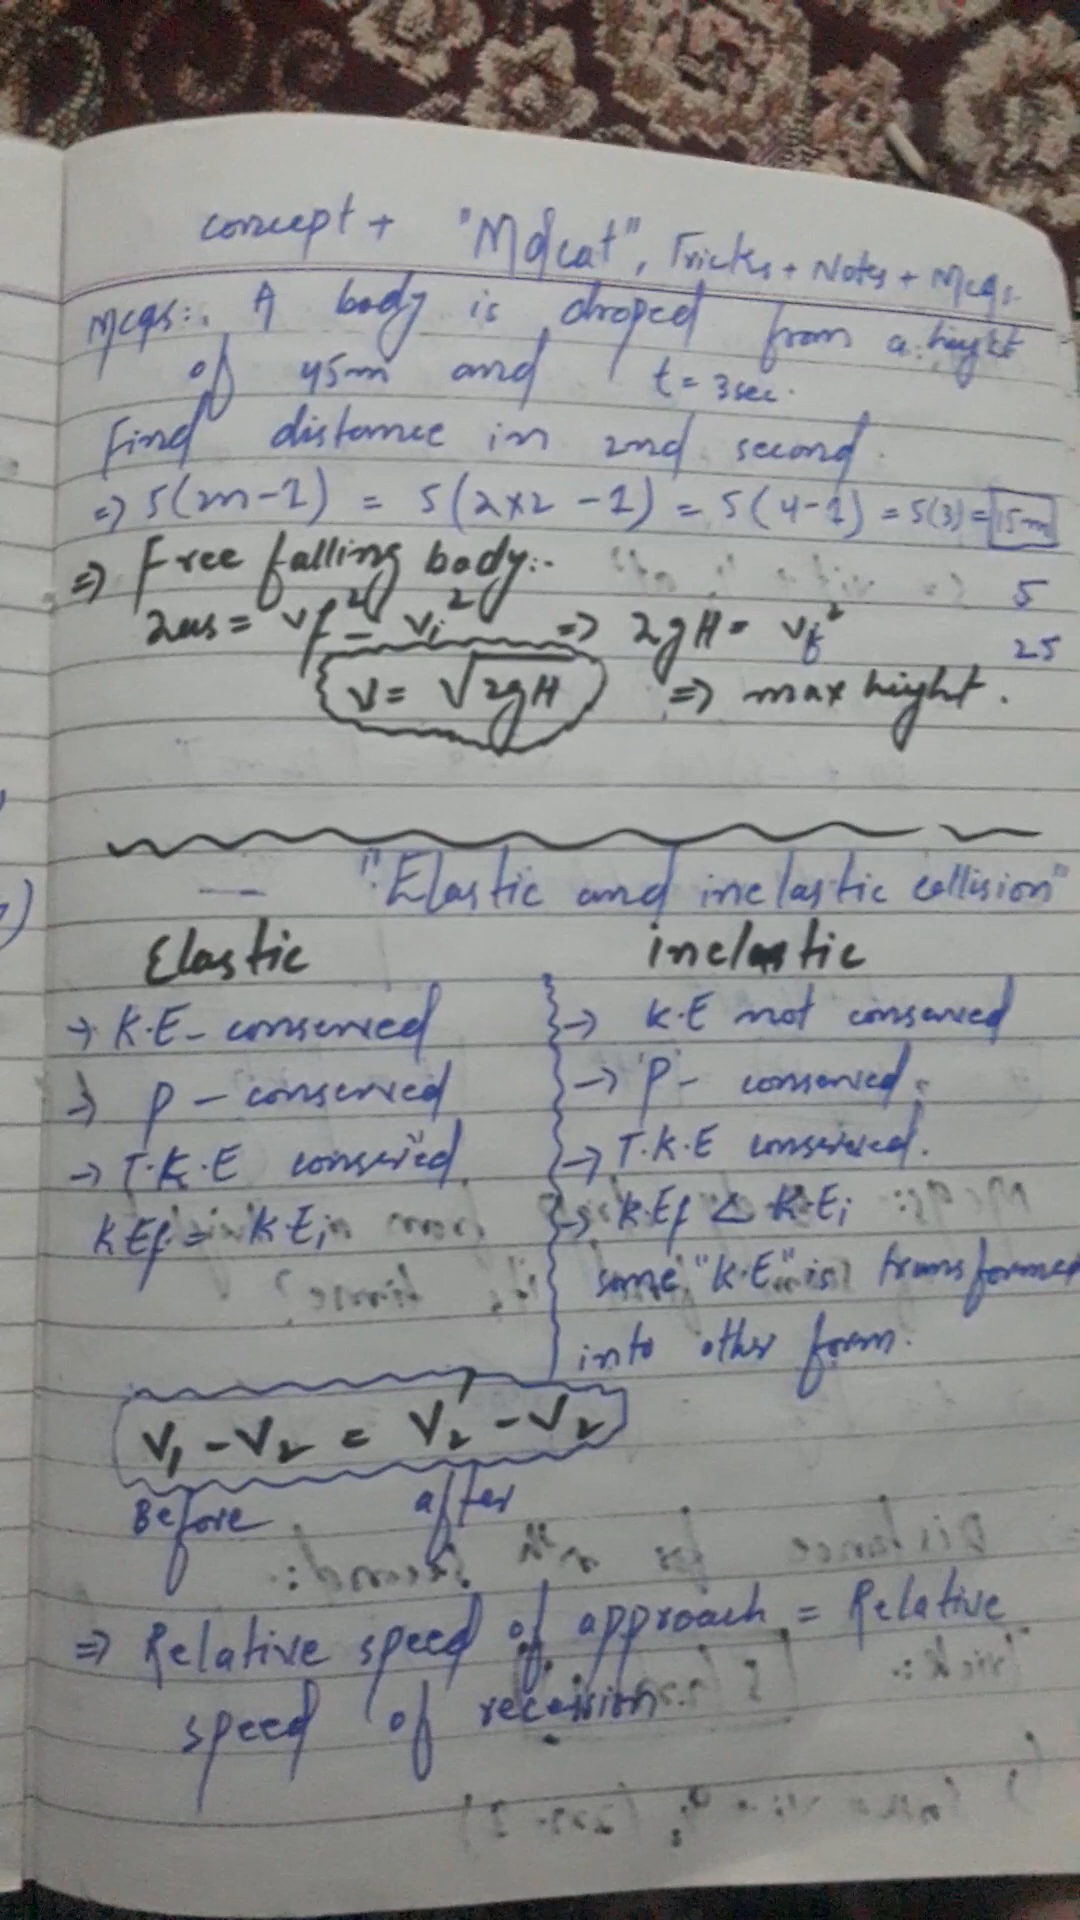 concept + "Mdcat", Tricks + Notes + Mcqs.
Mcqs:. A body is droped from a height
of 45m and t = 3sec.
Find distance in 2nd second.
=> 5(2n-1) = 5(2x2 -1) = 5(4-1) = 5(3) = 15m
=> Free falling body:-
2as = vf² - vi² => 2gH = vf²
5
25
V = √2gH => max hight.
— "Elastic and inelastic collision"
Elastic
inelastic
→ K.E - conserved
→ P - conserved
→ T.K.E conserved
KEf = K.Ei
→ K.E not conserved
→ P - conserved.
→ T.K.E conserved.
→ K.Ef Δ K.Ei
some "K.E" is transformed
into other form.
V₁ - V₂ = V₂' - V₂
Before after
=> Relative speed of approach = Relative
speed of recession.